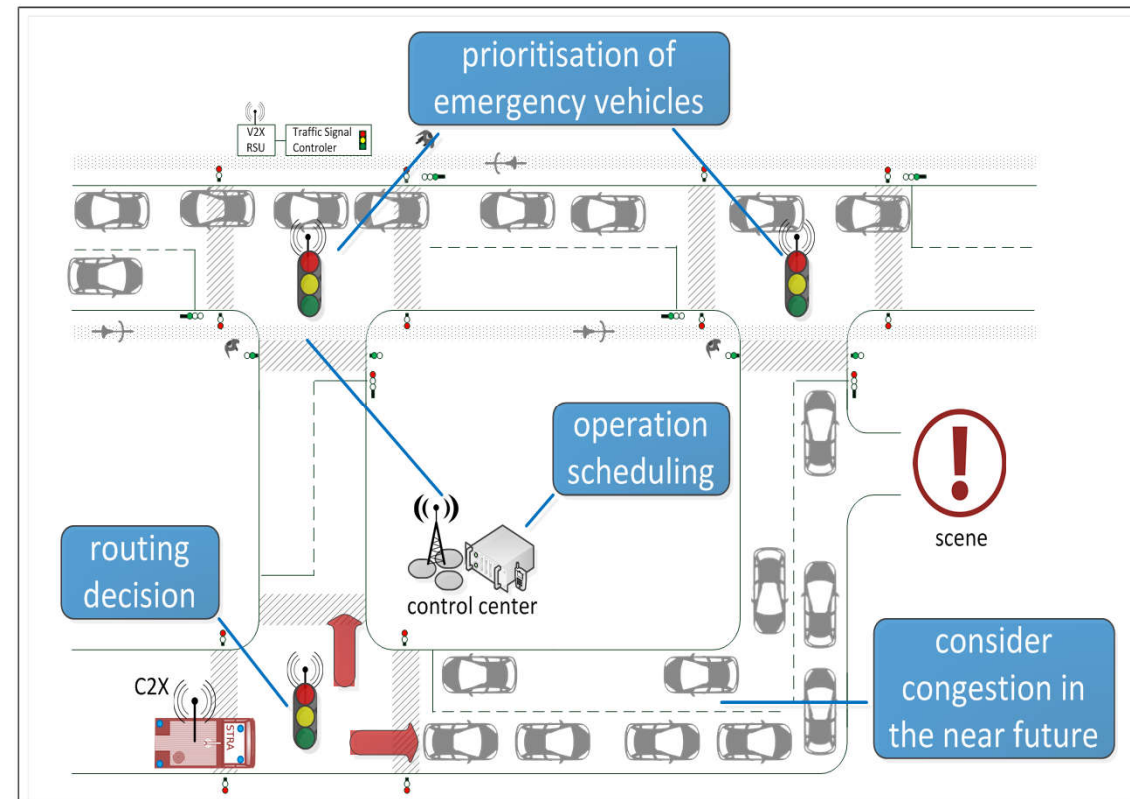 prioritisation of
emergency vehicles
V2X
RSU
Traffic Signal
Controler
operation
scheduling
scene
routing
decision
control center
consider
congestion in
the near future
C2X
STRA